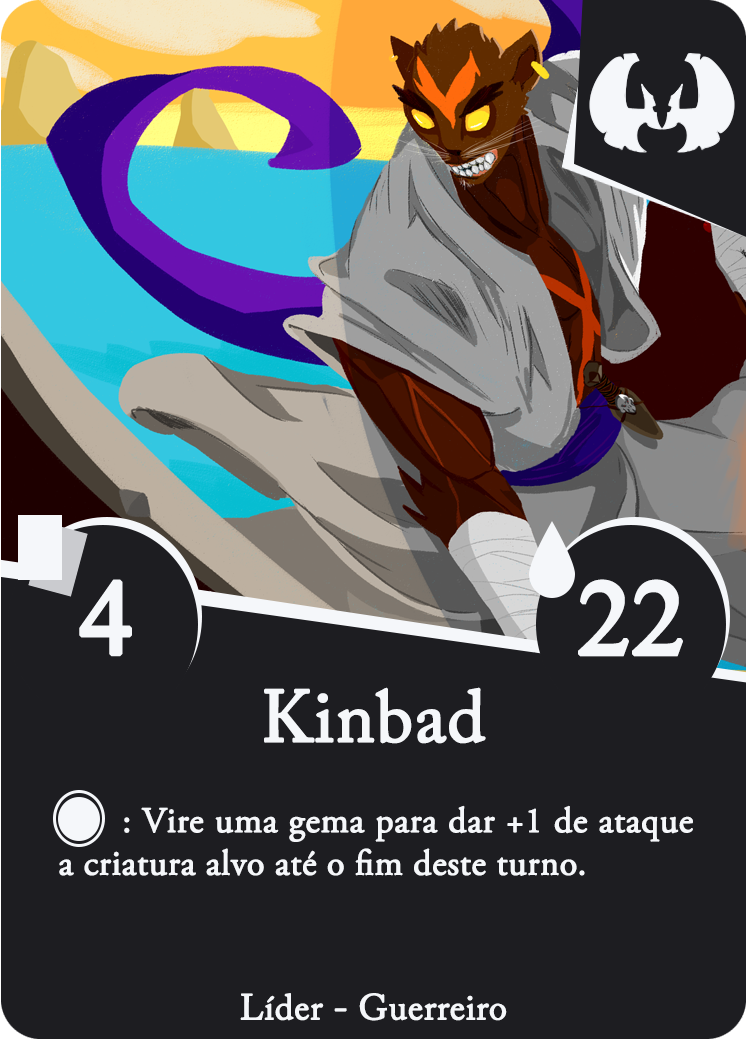 4
22
Kinbad
: Vire uma gema para dar +1 de ataque
a criatura alvo até o fim deste turno.
Líder - Guerreiro